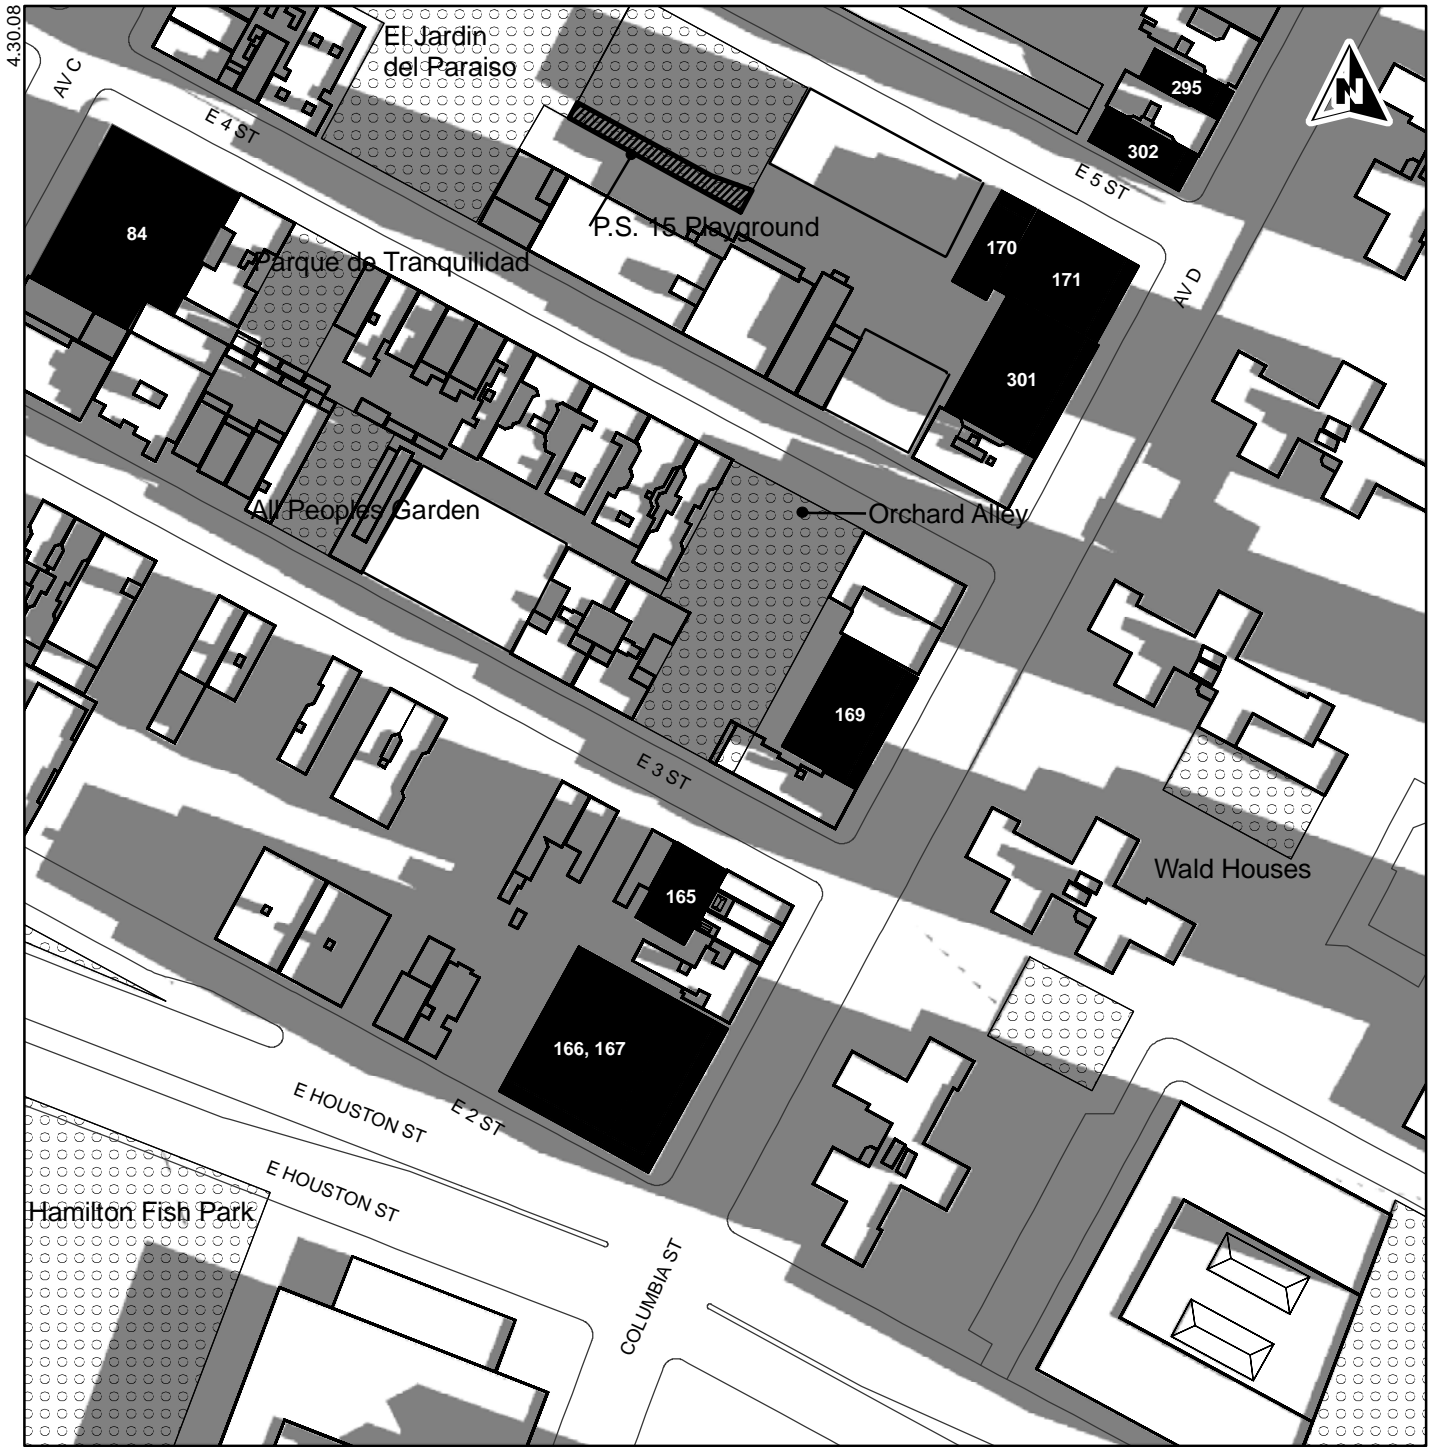 4.30.08
El Jardin
del Paraiso
AV C
E 4 ST
295
N
302
E 5 ST
P.S. 15 Playground
84
170
Parque de Tranquilidad
171
AV D
301
All Peoples Garden
Orchard Alley
169
E 3 ST
Wald Houses
165
166, 167
E HOUSTON ST
E 2 ST
E HOUSTON ST
Hamilton Fish Park
COLUMBIA ST